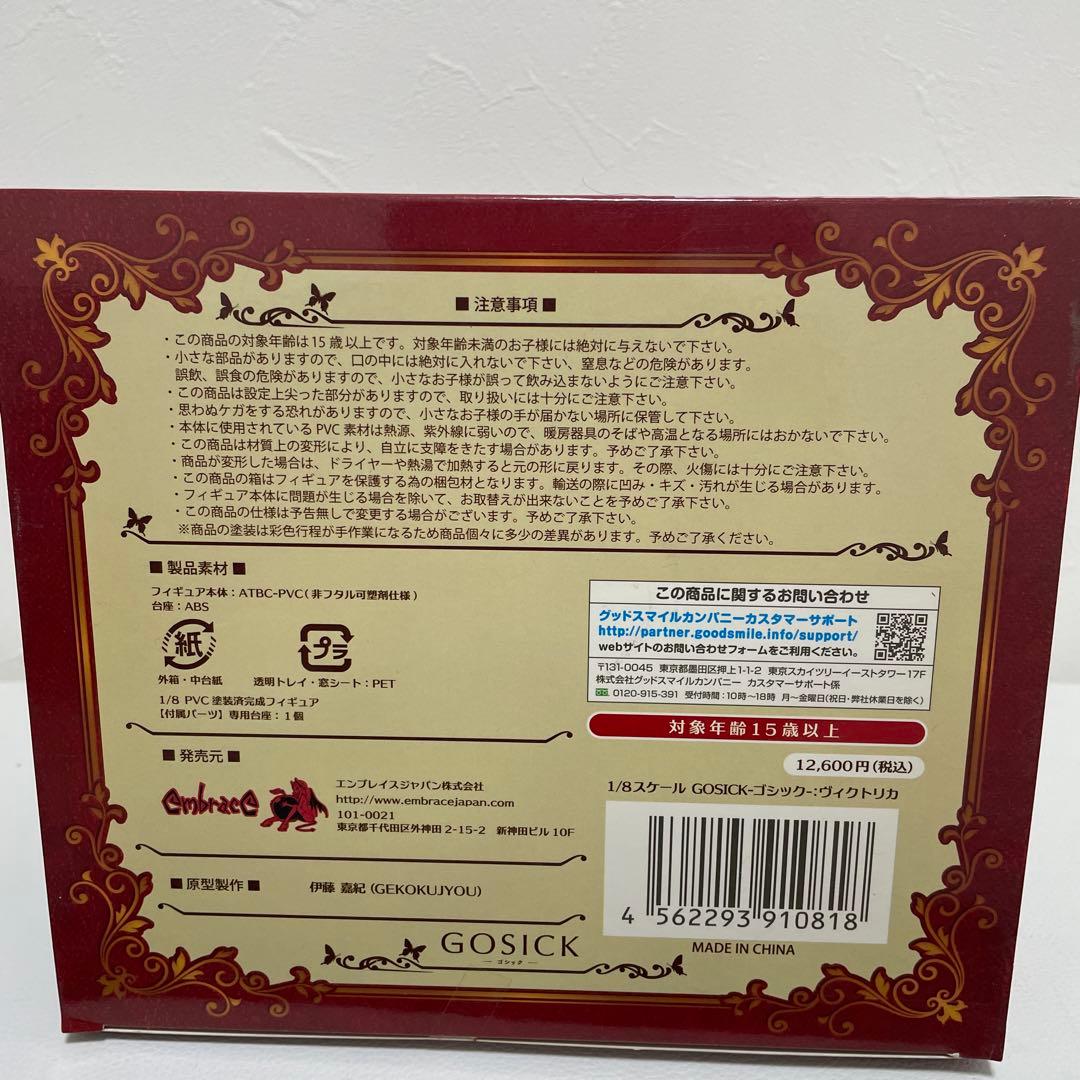 ■ 注意事項 ■
・この商品の対象年齢は15歳以上です。対象年齢未満のお子様には絶対に与えないで下さい。
・小さな部品がありますので、口の中には絶対に入れないで下さい、窒息などの危険があります。
誤飲、誤食の危険がありますので、小さなお子様が誤って飲み込まないようにご注意下さい。
・この商品は設定上尖った部分がありますので、取り扱いには十分にご注意下さい。
・思わぬケガをする恐れがありますので、小さなお子様の手が届かない場所に保管して下さい。
・本体に使用されているPVC素材は熱源、紫外線に弱いので、暖房器具のそばや高温となる場所にはおかないで下さい。
・この商品は材質上の変形により、自立に支障をきたす場合があります。予めご了承下さい。
・商品が変形した場合は、ドライヤーや熱湯で加熱すると元の形に戻ります。その際、火傷には十分にご注意下さい。
・この商品の箱はフィギュアを保護する為の梱包材となります。輸送の際に凹み・キズ・汚れが生じる場合があります。
・フィギュア本体に問題が生じる場合を除いて、お取替えが出来ないことを予めご了承下さい。
・この商品の仕様は予告無しで変更する場合がございます。予めご了承下さい。
※商品の塗装は彩色行程が手作業になるため商品個々に多少の差異があります。予めご了承ください。
■ 製品素材 ■
フィギュア本体：ATBC-PVC(非フタル可塑剤仕様)
台座：ABS
紙
プラ
外箱・中台紙
透明トレイ・窓シート：PET
1/8 PVC 塗装済完成フィギュア
【付属パーツ】専用台座：1個
■ 発売元 ■
embracE
エンブレイスジャパン株式会社
http://www.embracejapan.com
101-0021
東京都千代田区外神田2-15-2 新神田ビル10F
■ 原型製作 ■
伊藤 嘉紀 (GEKOKUJYOU)
GOSICK
ー ゴシック ー
この商品に関するお問い合わせ
グッドスマイルカンパニーカスタマーサポート
http://partner.goodsmile.info/support/
webサイトのお問い合わせフォームをご利用ください。
〒131-0045 東京都墨田区押上1-1-2 東京スカイツリーイーストタワー17F
株式会社グッドスマイルカンパニー カスタマーサポート係
0120-915-391 受付時間：10時〜18時 月〜金曜日(祝日・弊社休業日を除く)
対象年齢15歳以上
12,600円(税込)
1/8スケール GOSICK-ゴシック-：ヴィクトリカ
4 562293 910818
MADE IN CHINA